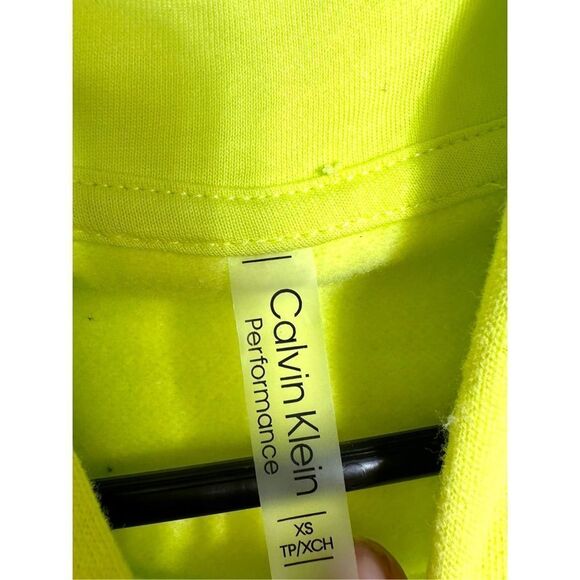 Calvin Klein
Performance
XS
TP/XCH